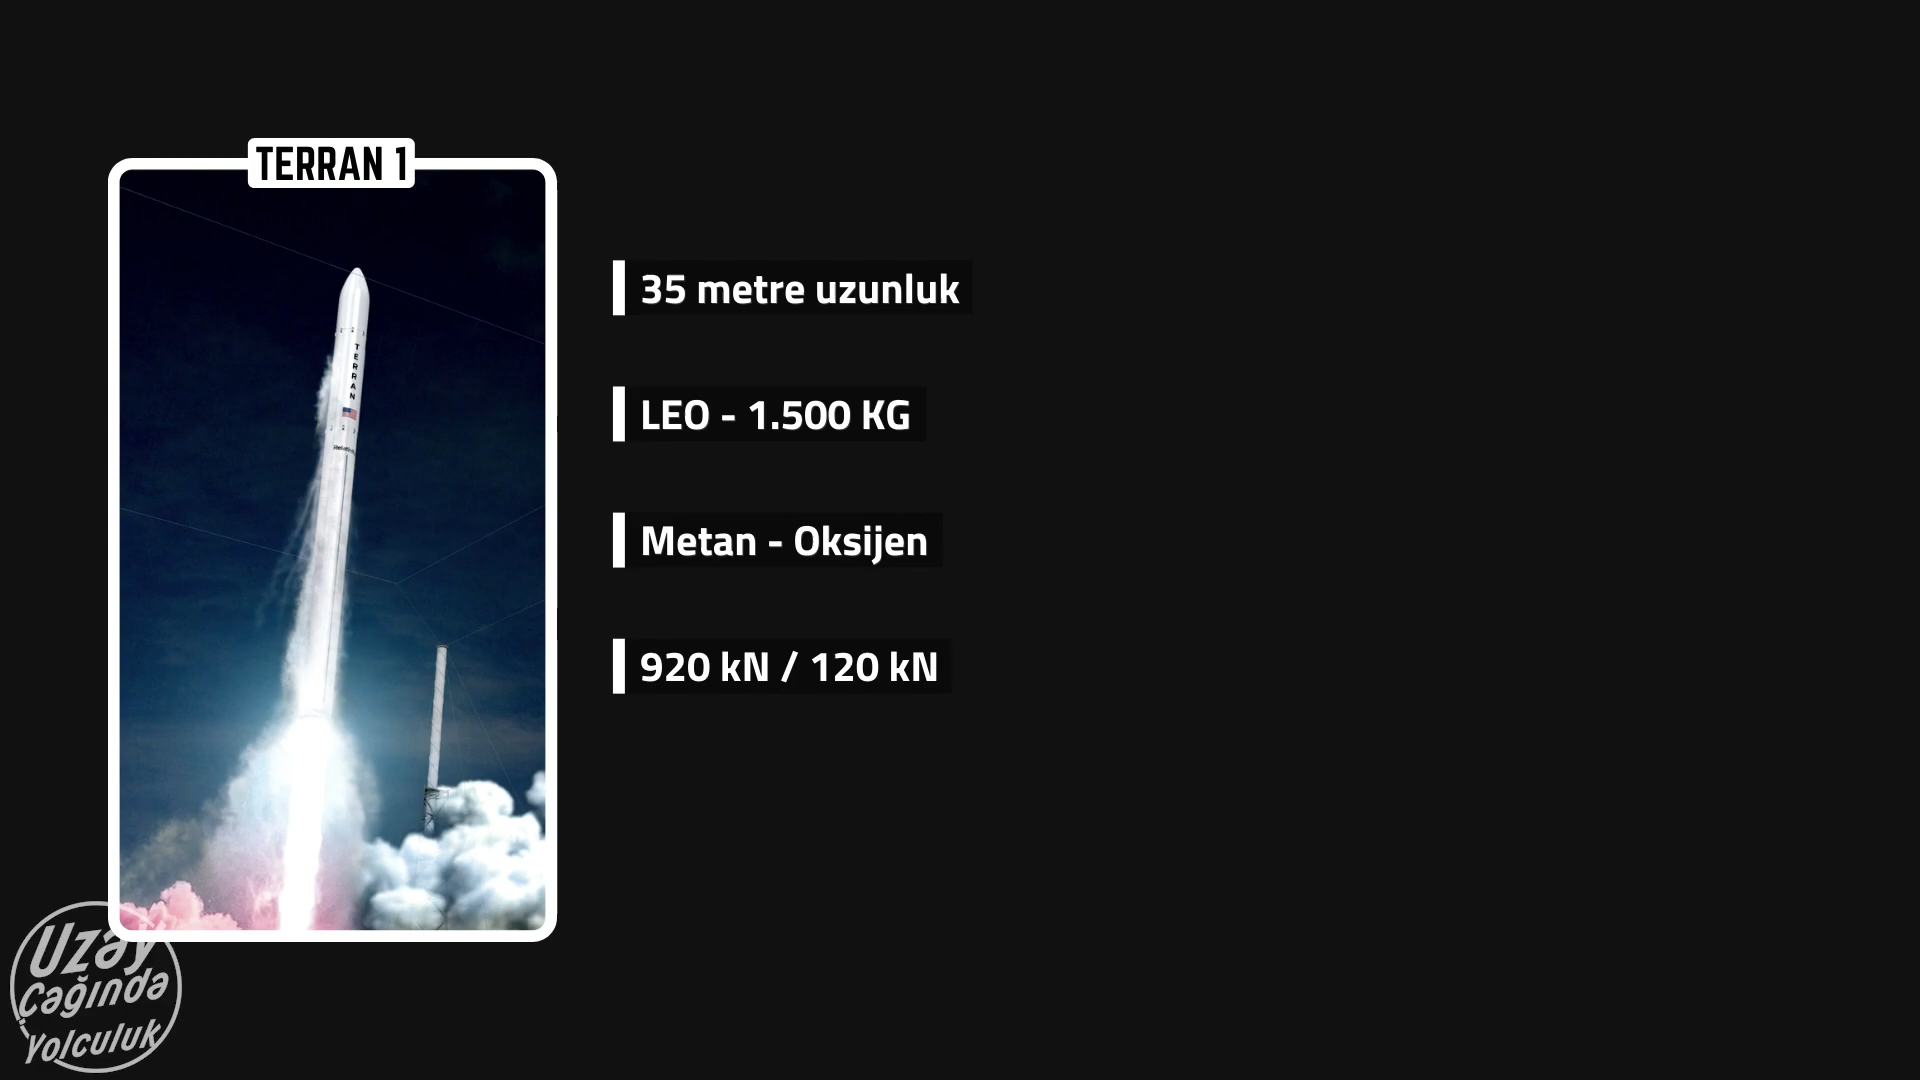 TERRAN 1
TERRAN
35 metre uzunluk
LEO - 1.500 KG
Metan - Oksijen
920 kN / 120 kN
Uzay
Çağında
Yolculuk